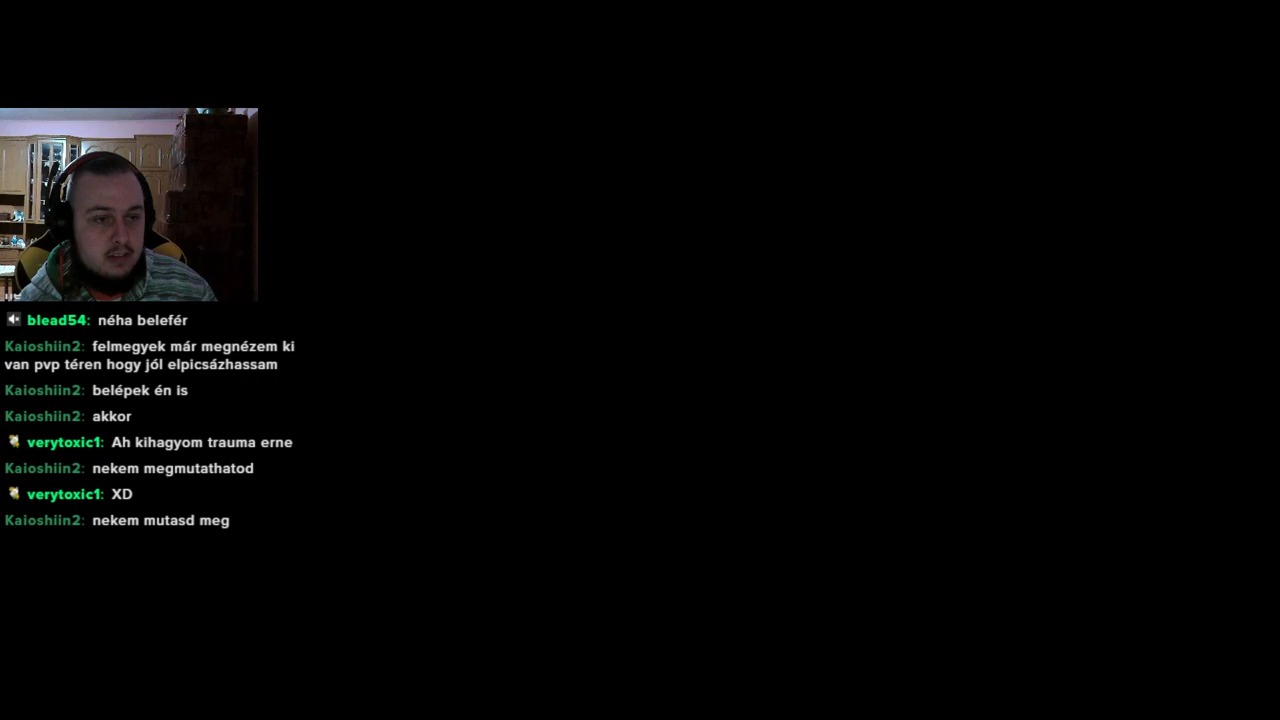 blead54: néha belefér
Kaioshiin2: felmegyek már megnézem ki
van pvp téren hogy jól elpicsázhassam
Kaioshiin2: belépek én is
Kaioshiin2: akkor
verytoxic1: Ah kihagyom trauma erne
Kaioshiin2: nekem megmutathatod
verytoxic1: XD
Kaioshiin2: nekem mutasd meg